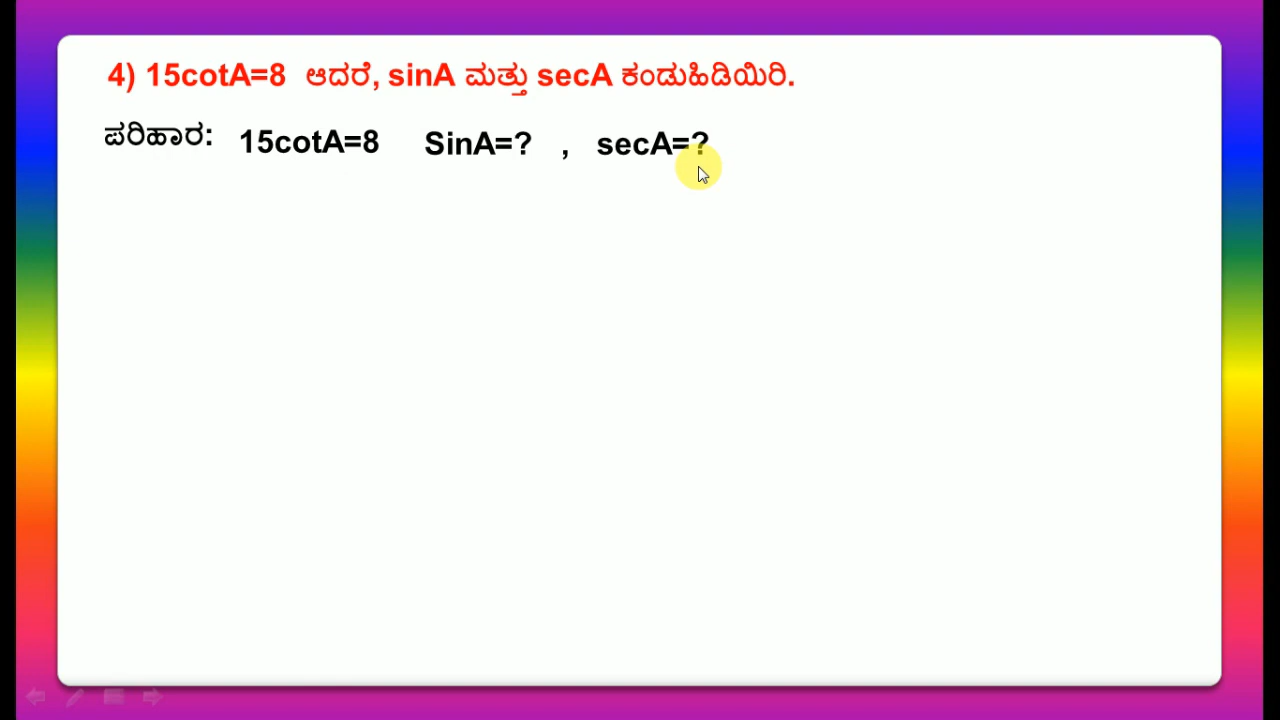 4) 15cotA=8 ಆದರೆ, sinA ಮತ್ತು secA ಕಂಡುಹಿಡಿಯಿರಿ.
ಪರಿಹಾರ: 15cotA=8 SinA=? , secA=?